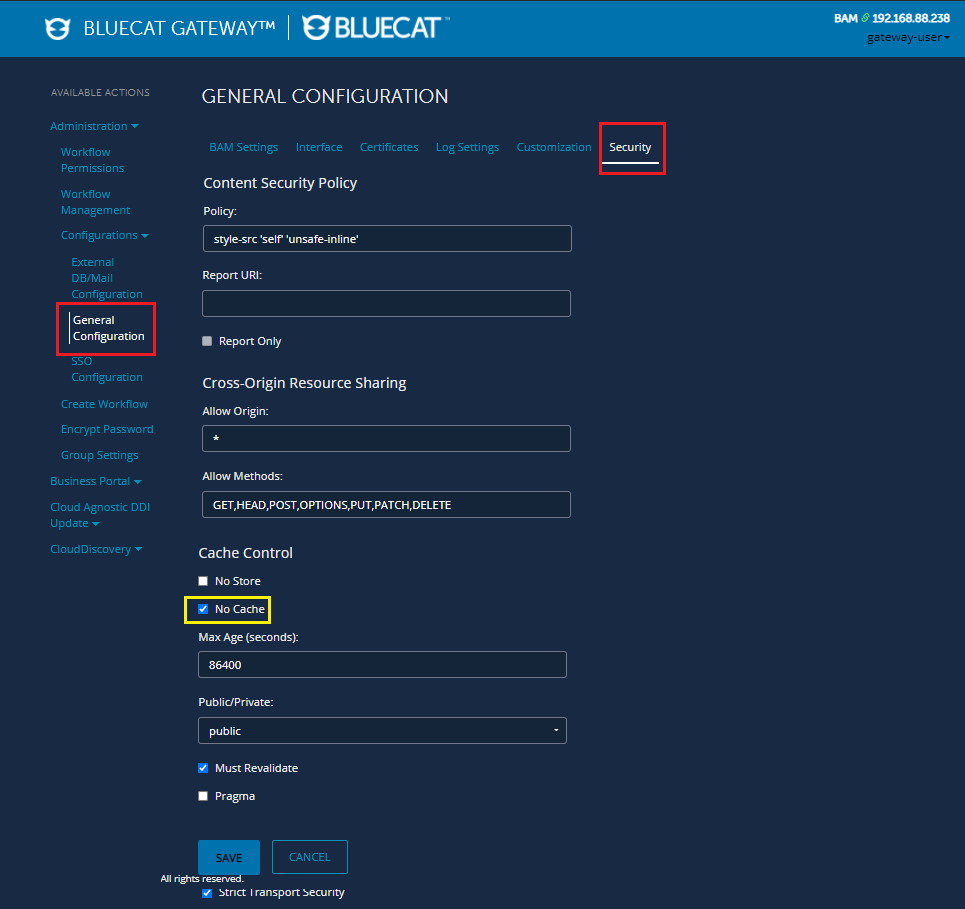 BLUECAT GATEWAY™ BLUECAT™
BAM 192.168.88.238
gateway-user
AVAILABLE ACTIONS
Administration
Workflow
Permissions
Workflow
Management
Configurations
External
DB/Mail
Configuration
General
Configuration
SSO
Configuration
Create Workflow
Encrypt Password
Group Settings
Business Portal
Cloud Agnostic DDI
Update
CloudDiscovery
GENERAL CONFIGURATION
BAM Settings Interface Certificates Log Settings Customization Security
Content Security Policy
Policy:
style-src 'self' 'unsafe-inline'
Report URI:
Report Only
Cross-Origin Resource Sharing
Allow Origin:
*
Allow Methods:
GET,HEAD,POST,OPTIONS,PUT,PATCH,DELETE
Cache Control
No Store
No Cache
Max Age (seconds):
86400
Public/Private:
public
Must Revalidate
Pragma
SAVE CANCEL
All rights reserved.
Strict Transport Security